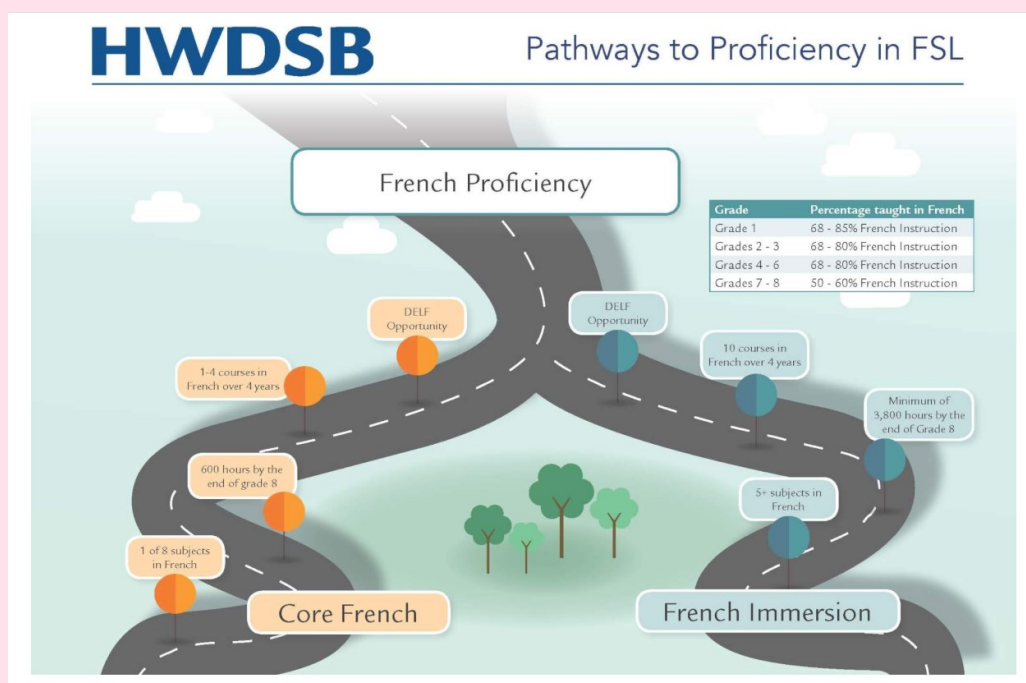 HWDSB
Pathways to Proficiency in FSL
French Proficiency
Grade Percentage taught in French
Grade 1 68 - 85% French Instruction
Grades 2 - 3 68 - 80% French Instruction
Grades 4 - 6 68 - 80% French Instruction
Grades 7 - 8 50 - 60% French Instruction
DELF
Opportunity
1-4 courses in
French over 4 years
600 hours by the
end of grade 8
1 of 8 subjects
in French
Core French
DELF
Opportunity
10 courses in
French over 4 years
Minimum of
3,800 hours by the
end of Grade 8
5+ subjects in
French
French Immersion